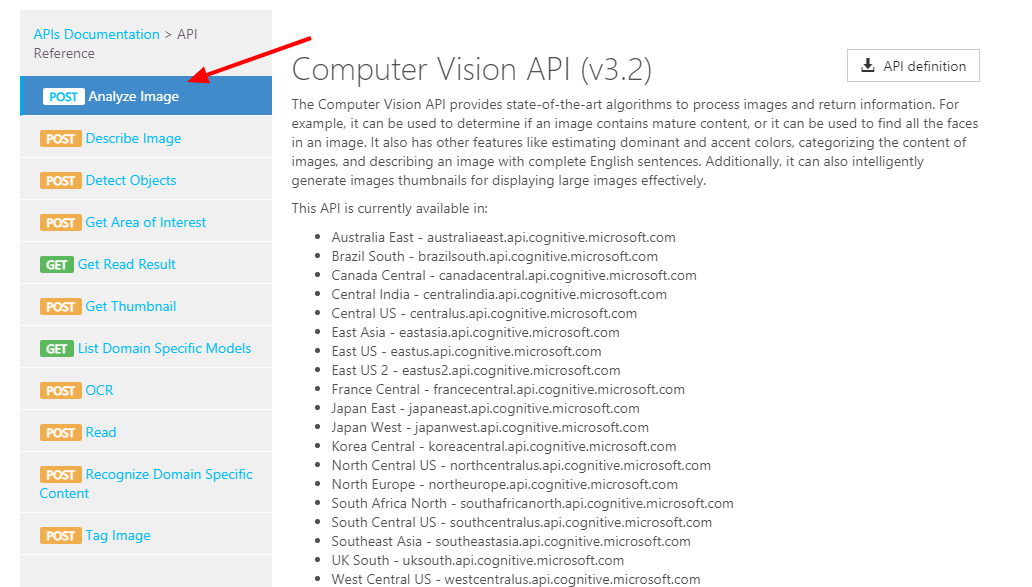 APIs Documentation > API
Reference
POST Analyze Image
POST Describe Image
POST Detect Objects
POST Get Area of Interest
GET Get Read Result
POST Get Thumbnail
GET List Domain Specific Models
POST OCR
POST Read
POST Recognize Domain Specific
Content
POST Tag Image
Computer Vision API (v3.2)
API definition
The Computer Vision API provides state-of-the-art algorithms to process images and return information. For
example, it can be used to determine if an image contains mature content, or it can be used to find all the faces
in an image. It also has other features like estimating dominant and accent colors, categorizing the content of
images, and describing an image with complete English sentences. Additionally, it can also intelligently
generate images thumbnails for displaying large images effectively.
This API is currently available in:
• Australia East - australiaeast.api.cognitive.microsoft.com
• Brazil South - brazilsouth.api.cognitive.microsoft.com
• Canada Central - canadacentral.api.cognitive.microsoft.com
• Central India - centralindia.api.cognitive.microsoft.com
• Central US - centralus.api.cognitive.microsoft.com
• East Asia - eastasia.api.cognitive.microsoft.com
• East US - eastus.api.cognitive.microsoft.com
• East US 2 - eastus2.api.cognitive.microsoft.com
• France Central - francecentral.api.cognitive.microsoft.com
• Japan East - japaneast.api.cognitive.microsoft.com
• Japan West - japanwest.api.cognitive.microsoft.com
• Korea Central - koreacentral.api.cognitive.microsoft.com
• North Central US - northcentralus.api.cognitive.microsoft.com
• North Europe - northeurope.api.cognitive.microsoft.com
• South Africa North - southafricanorth.api.cognitive.microsoft.com
• South Central US - southcentralus.api.cognitive.microsoft.com
• Southeast Asia - southeastasia.api.cognitive.microsoft.com
• UK South - uksouth.api.cognitive.microsoft.com
• West Central US - westcentralus.api.cognitive.microsoft.com